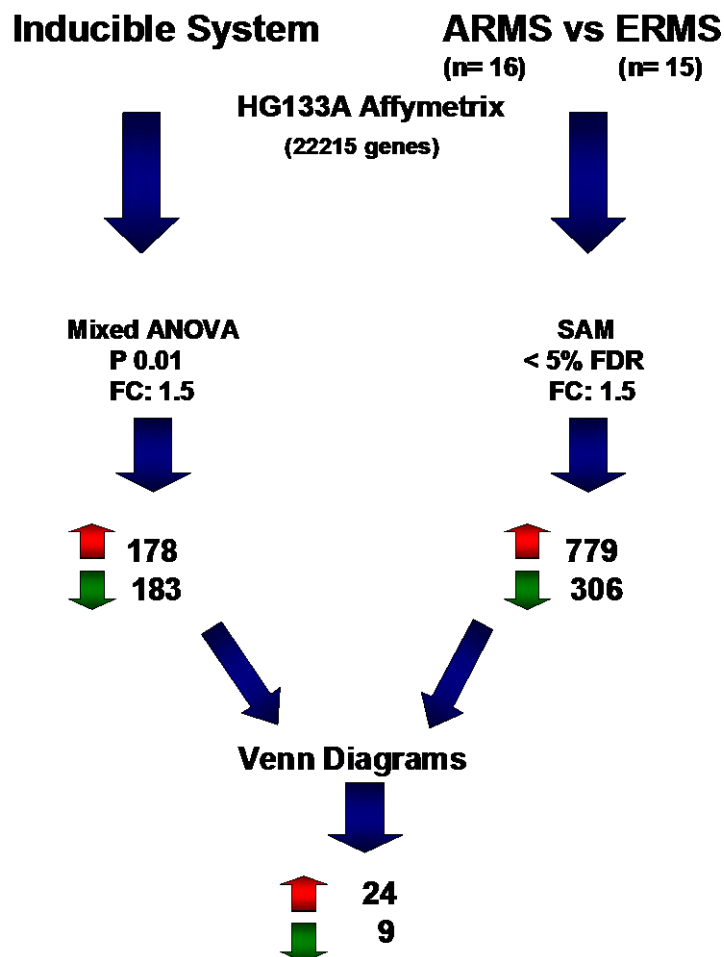 Inducible System
ARMS vs ERMS
(n= 16) (n= 15)
HG133A Affymetrix
(22215 genes)
Mixed ANOVA
P 0.01
FC: 1.5
SAM
< 5% FDR
FC: 1.5
178
183
779
306
Venn Diagrams
24
9